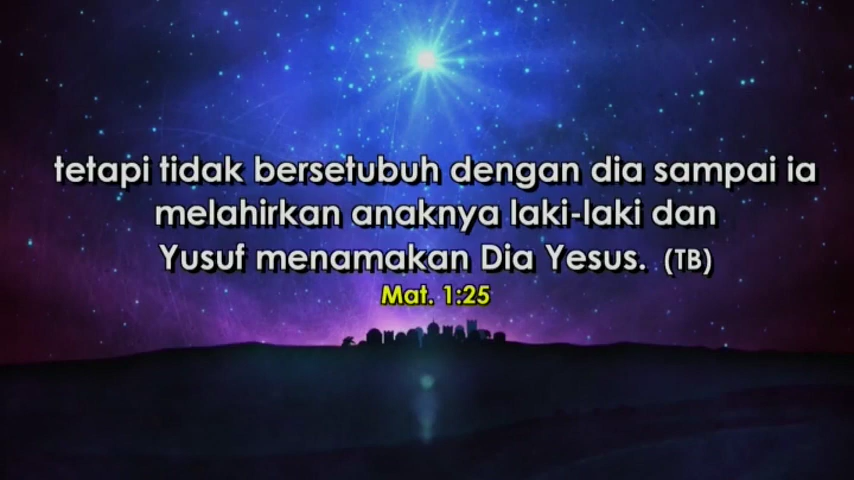 tetapi tidak bersetubuh dengan dia sampai ia
melahirkan anaknya laki-laki dan
Yusuf menamakan Dia Yesus. (TB)
Mat. 1:25